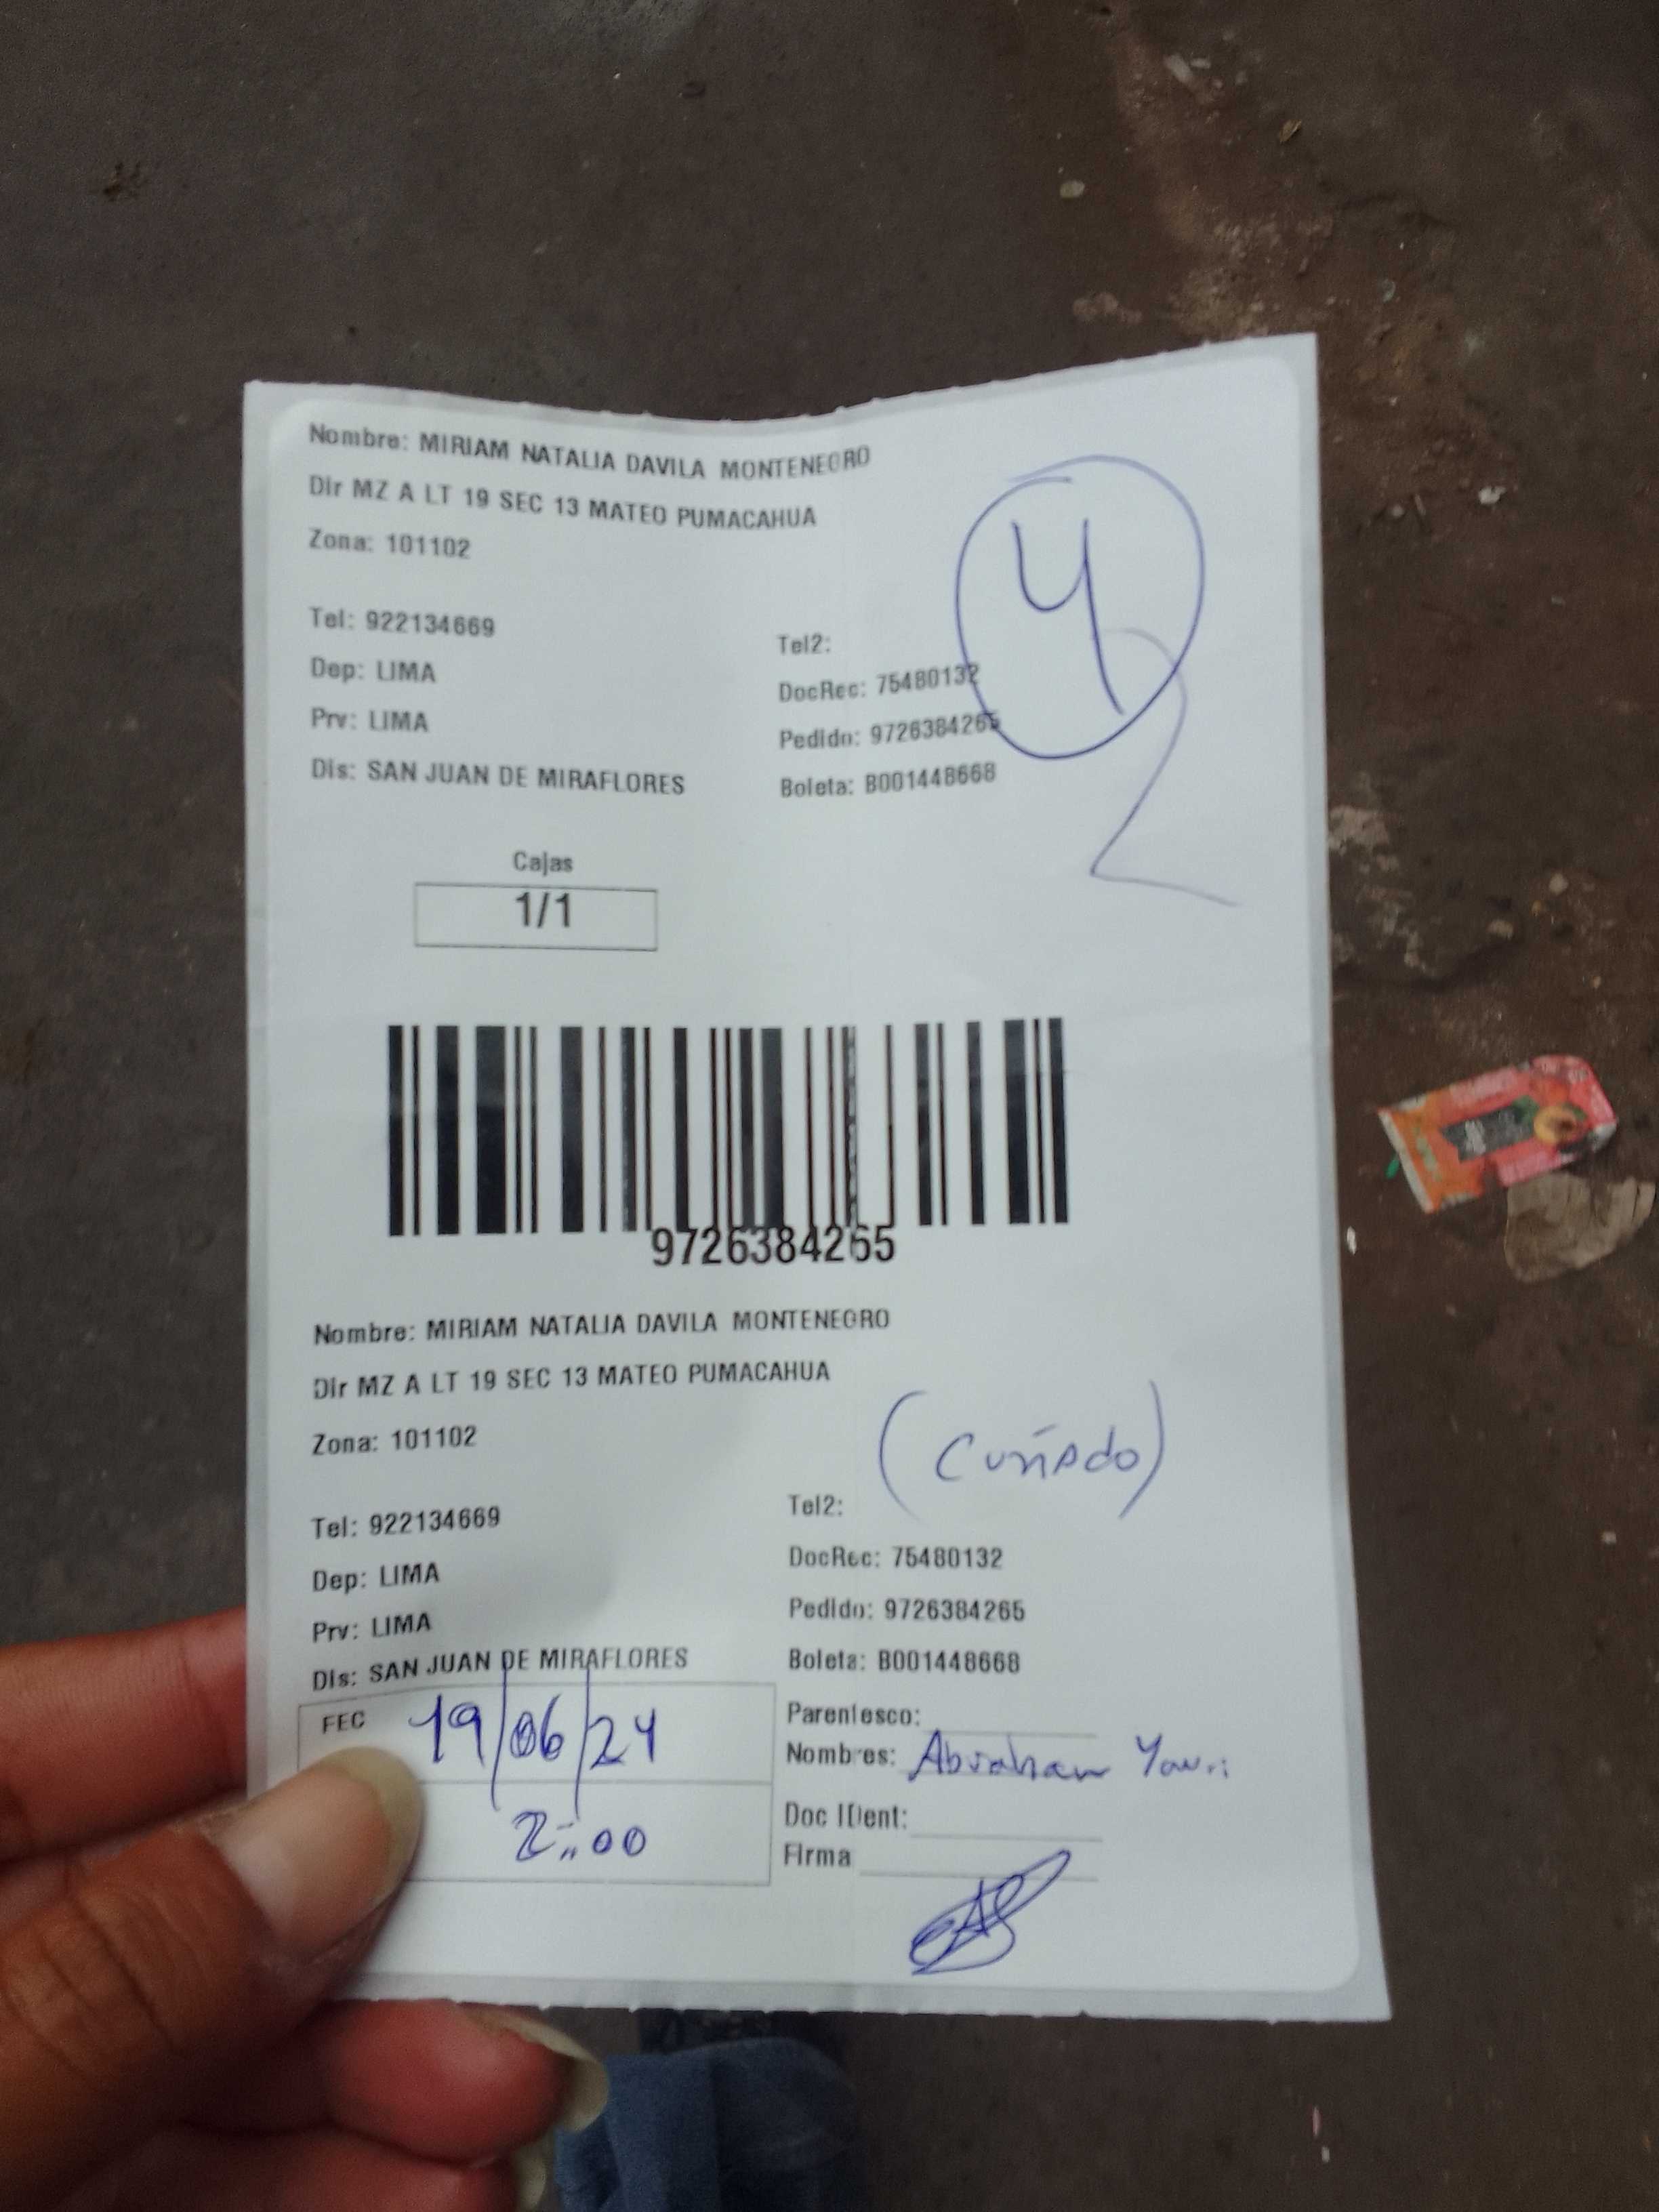 Nombre: MIRIAM NATALIA DAVILA MONTENEGRO
Dir MZ A LT 19 SEC 13 MATEO PUMACAHUA
Zona: 101102
4
2
Tel: 922134669
Tel2:
Dep: LIMA
DocRec: 75480132
Prv: LIMA
Pedido: 9726384265
Dis: SAN JUAN DE MIRAFLORES
Boleta: B001448668
Cajas
1/1
9726384265
Nombre: MIRIAM NATALIA DAVILA MONTENEGRO
Dir MZ A LT 19 SEC 13 MATEO PUMACAHUA
Zona: 101102
(cuñado)
Tel: 922134669
Tel2:
Dep: LIMA
DocRec: 75480132
Prv: LIMA
Pedido: 9726384265
Dis: SAN JUAN DE MIRAFLORES
Boleta: B001448668
FEC 19/06/24
2:00
Parentesco:
Nombres: Abraham
Doc IDent:
Firma